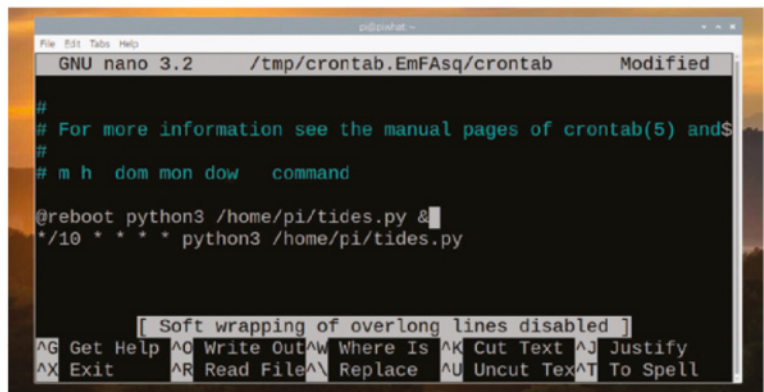 pi@piwhat ~
File Edit Tabs Help
GNU nano 3.2 /tmp/crontab.EmFAsq/crontab Modified
#
# For more information see the manual pages of crontab(5) and$
#
# m h dom mon dow command
@reboot python3 /home/pi/tides.py &
*/10 * * * * python3 /home/pi/tides.py
[ Soft wrapping of overlong lines disabled ]
^G Get Help ^O Write Out ^W Where Is ^K Cut Text ^J Justify
^X Exit ^R Read File ^\ Replace ^U Uncut Tex ^T To Spell